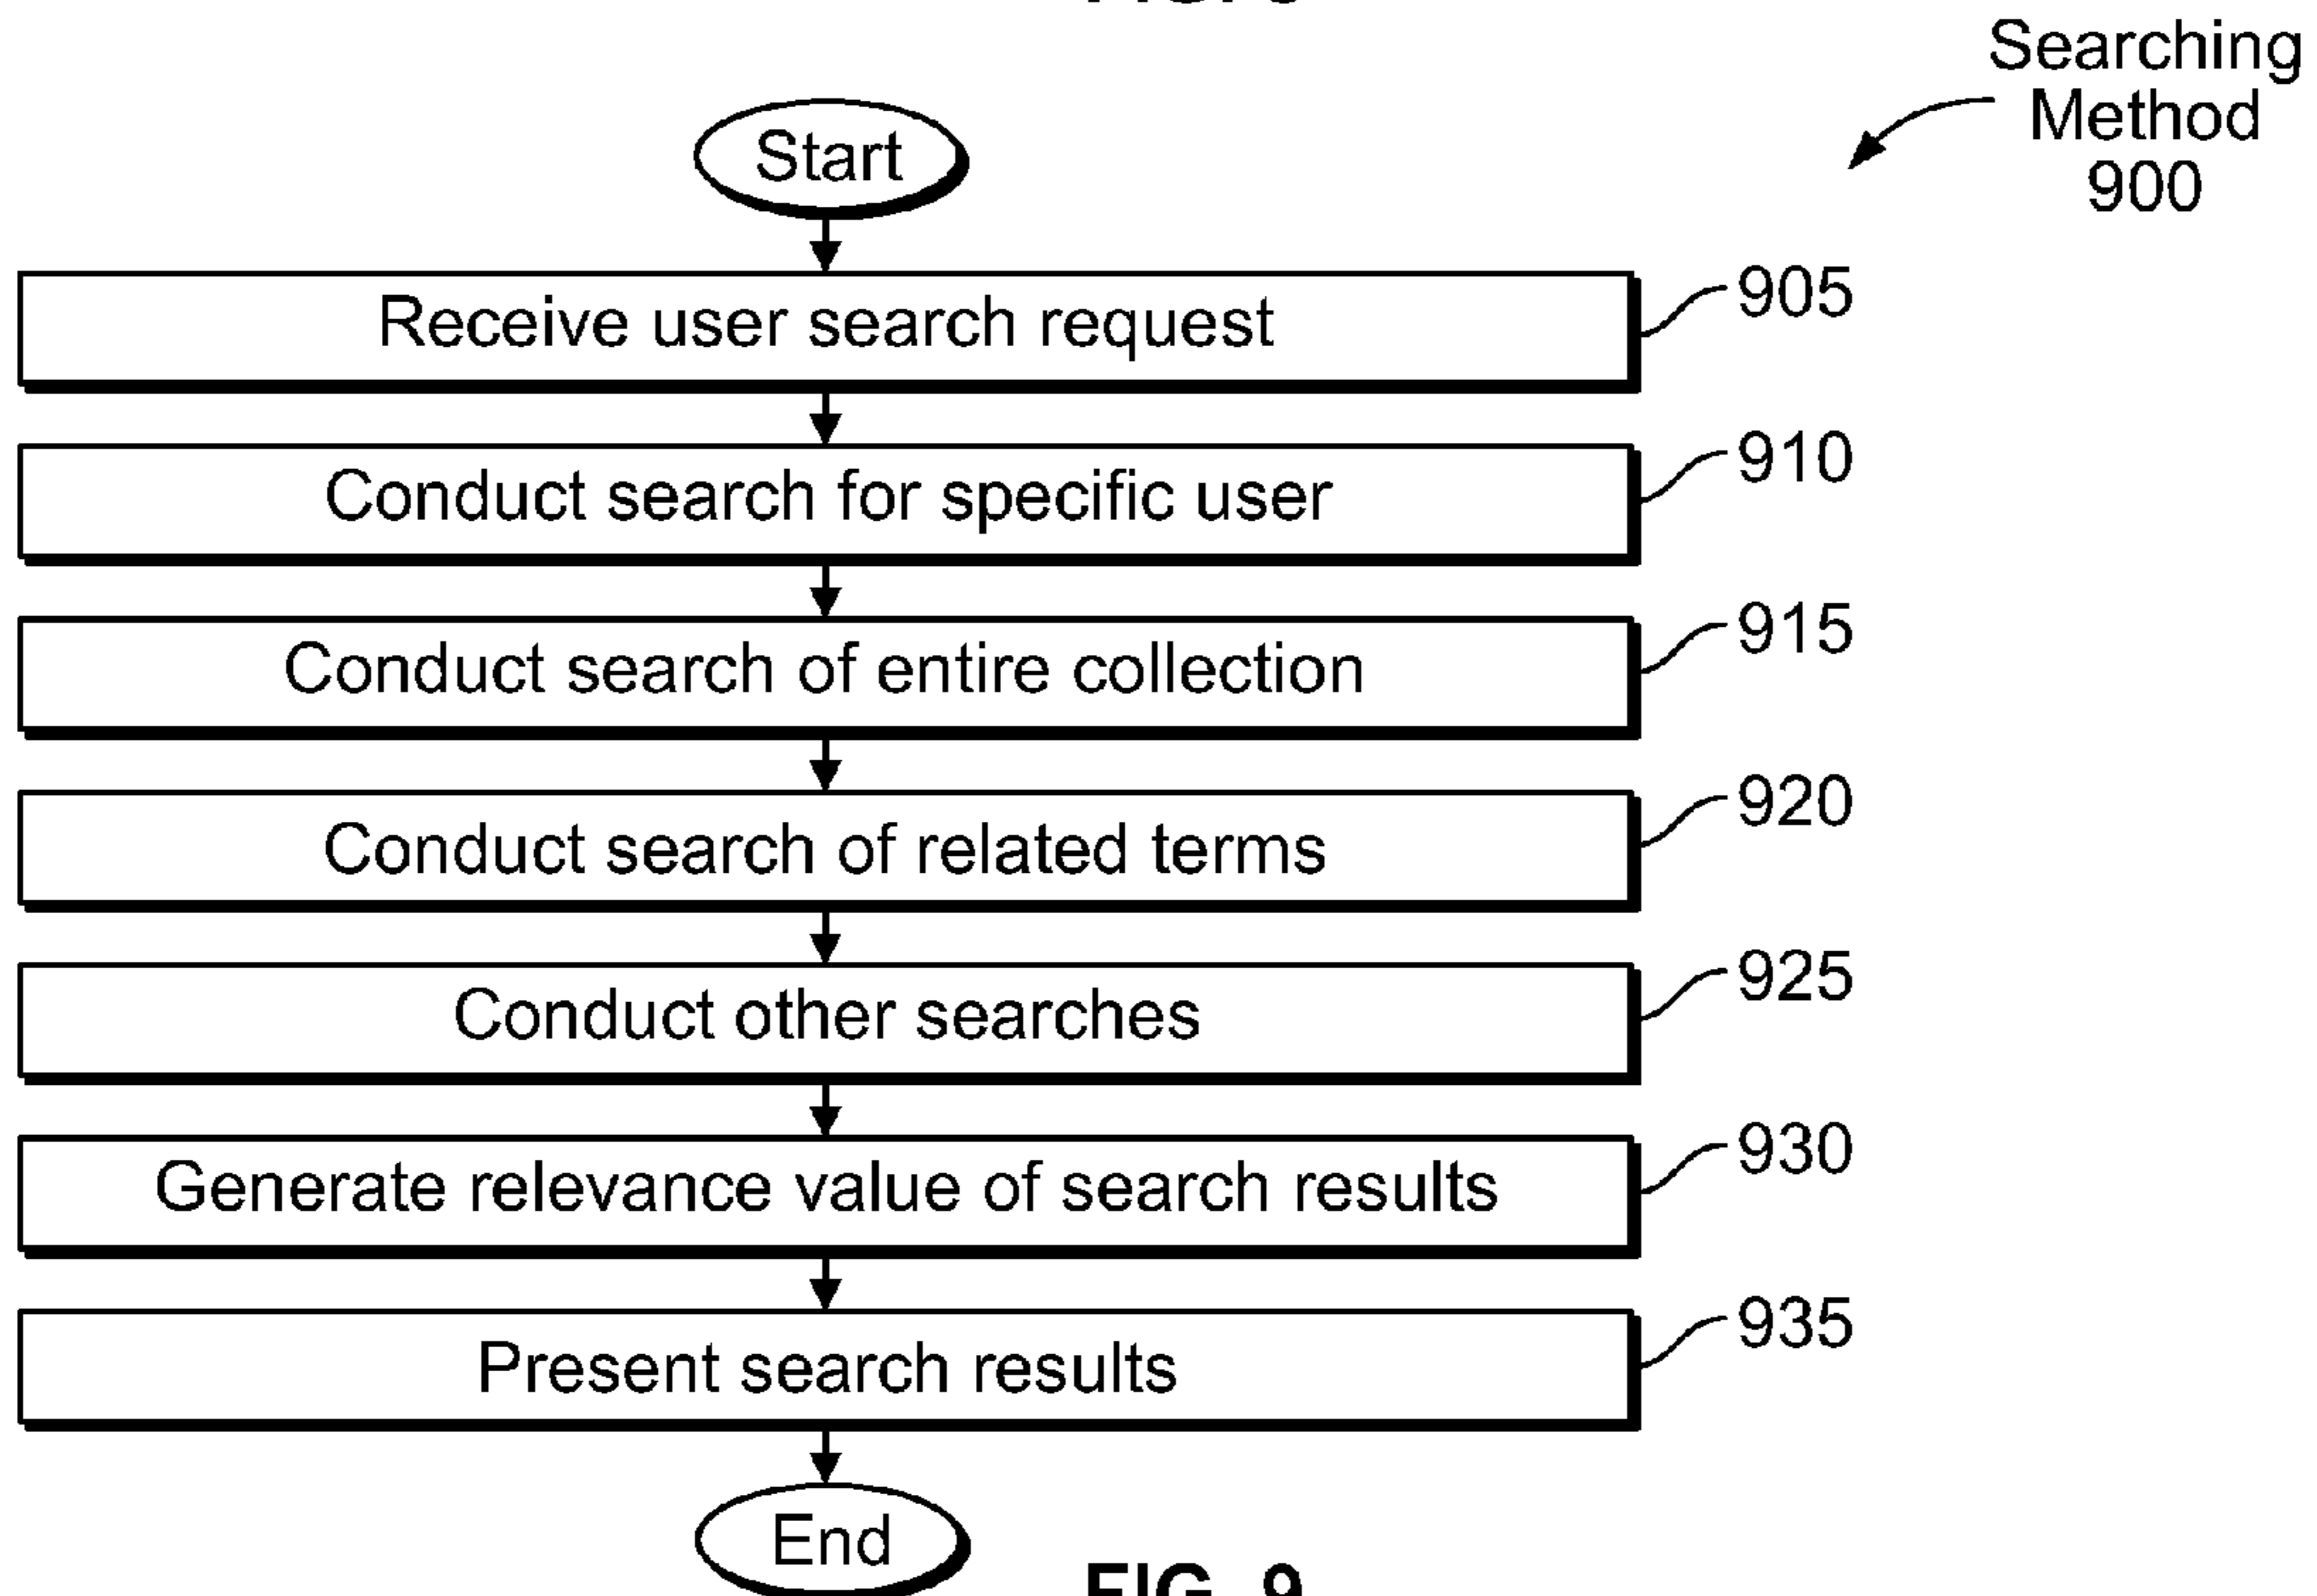 Searching
Method
900
Start
Receive user search request
905
Conduct search for specific user
910
Conduct search of entire collection
915
Conduct search of related terms
920
Conduct other searches
925
Generate relevance value of search results
930
Present search results
935
End
FIG. 9